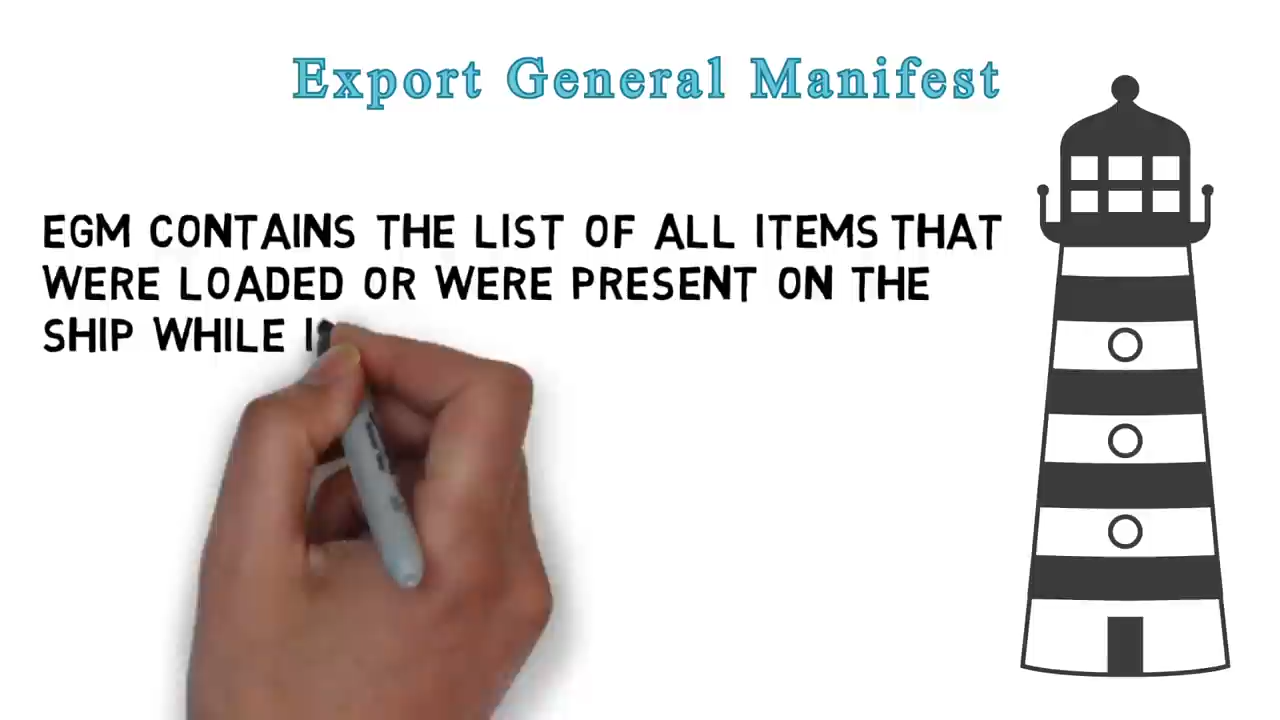 Export General Manifest
EGM CONTAINS THE LIST OF ALL ITEMS THAT
WERE LOADED OR WERE PRESENT ON THE
SHIP WHILE